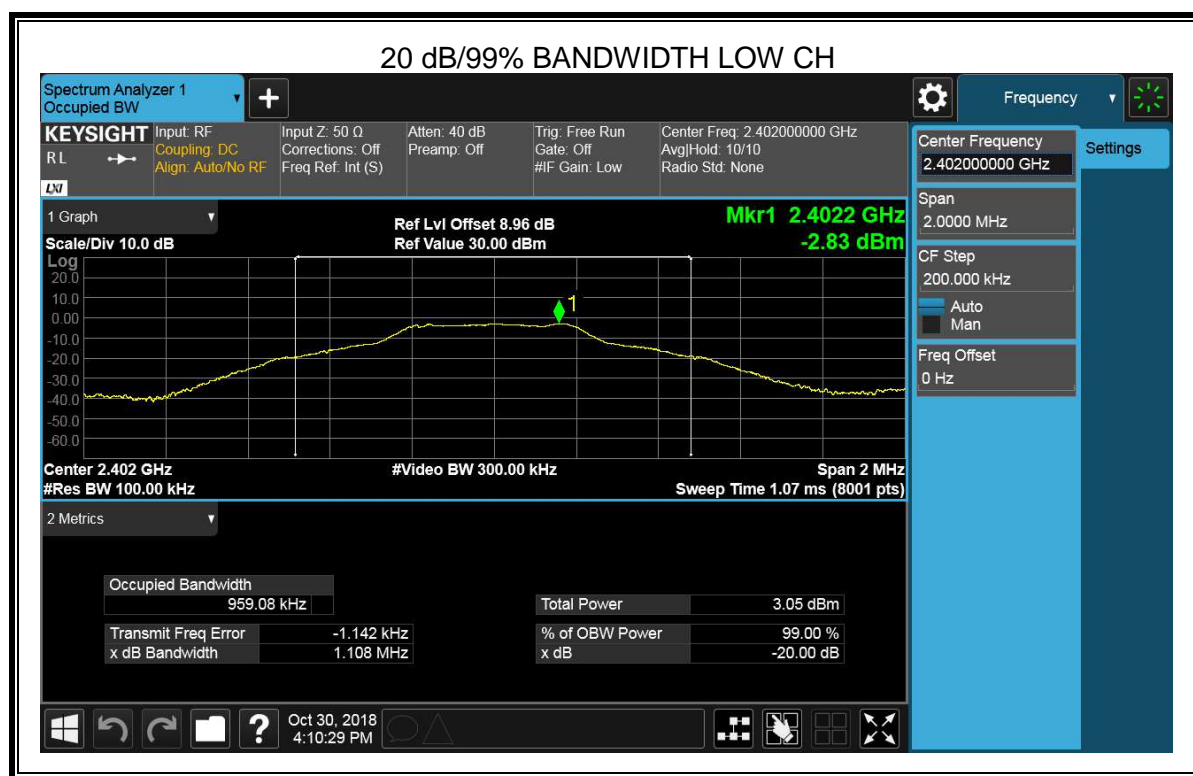 20 dB/99% BANDWIDTH LOW CH
Spectrum Analyzer 1
Occupied BW
Frequency
KEYSIGHT
R L
LXI
Input: RF
Coupling: DC
Align: Auto/No RF
Input Z: 50 Ω
Corrections: Off
Freq Ref: Int (S)
Atten: 40 dB
Preamp: Off
Trig: Free Run
Gate: Off
#IF Gain: Low
Center Freq: 2.402000000 GHz
Avg|Hold: 10/10
Radio Std: None
Center Frequency
2.402000000 GHz
Settings
Span
2.0000 MHz
CF Step
200.000 kHz
Auto
Man
Freq Offset
0 Hz
1 Graph
Scale/Div 10.0 dB
Ref Lvl Offset 8.96 dB
Ref Value 30.00 dBm
Mkr1 2.4022 GHz
-2.83 dBm
Log
20.0
10.0
0.00
-10.0
-20.0
-30.0
-40.0
-50.0
-60.0
1
Center 2.402 GHz
#Video BW 300.00 kHz
Span 2 MHz
#Res BW 100.00 kHz
Sweep Time 1.07 ms (8001 pts)
2 Metrics
Occupied Bandwidth
959.08 kHz
Total Power 3.05 dBm
Transmit Freq Error -1.142 kHz
% of OBW Power 99.00 %
x dB Bandwidth 1.108 MHz
x dB -20.00 dB
?
Oct 30, 2018
4:10:29 PM